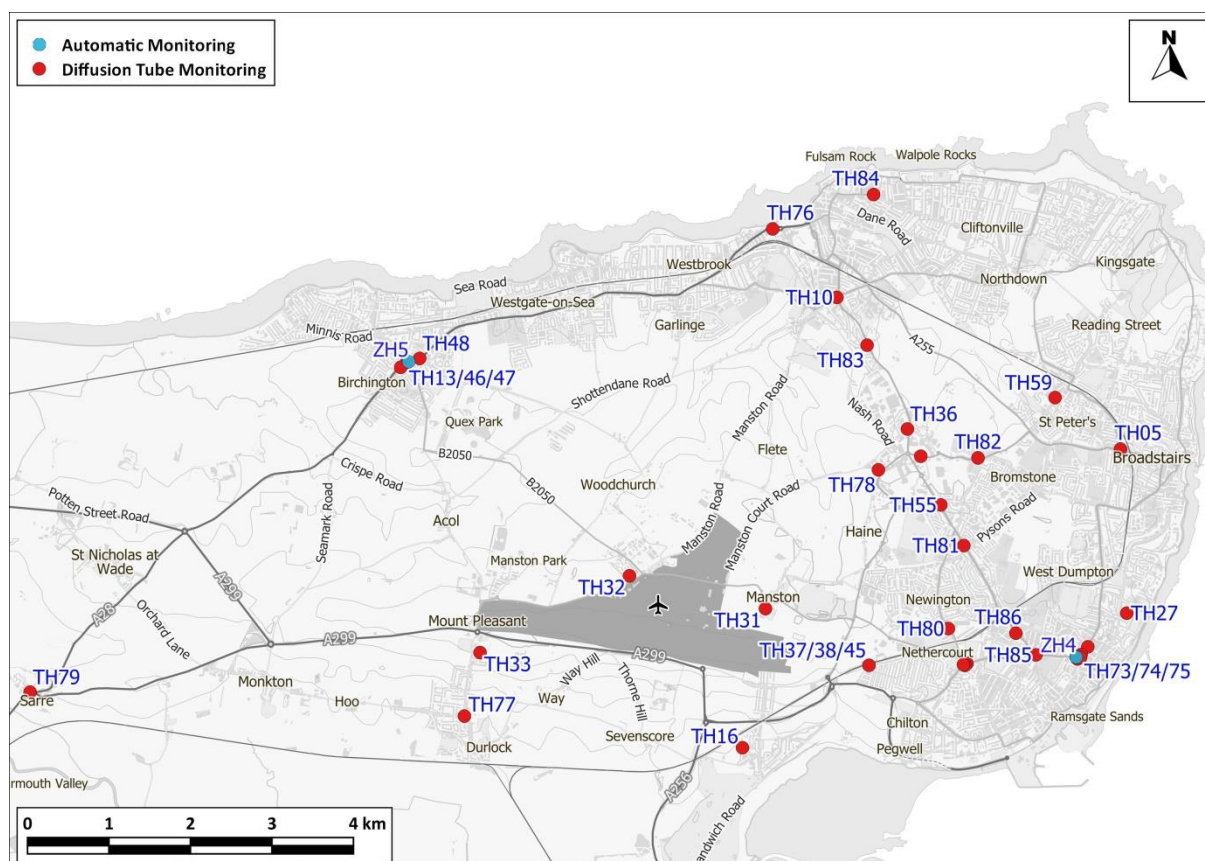 Automatic Monitoring
Diffusion Tube Monitoring
N
Fulsam Rock
Walpole Rocks
TH84
TH76
Dane Road
Cliftonville
Westbrook
Kingsgate
Northdown
Sea Road
Westgate-on-Sea
TH10
Garlinge
Reading Street
Minnis Road
A255
TH83
ZH5
TH48
TH13/46/47
Birchington
Shottendane Road
Manston Road
TH59
Nash Road
St Peter's
Quex Park
TH36
TH05
Flete
TH82
Broadstairs
B2050
Crispe Road
Woodchurch
TH78
Bromstone
B2050
Potten Street Road
Seamark Road
Manston Road
Manston Court Road
TH55
Pysons Road
Acol
Haine
TH81
St Nicholas at
Wade
Manston Park
West Dumpton
TH32
A299
A28
Orchard Lane
Manston
Newington
TH31
TH27
Mount Pleasant
TH86
TH80
A299
A299
TH33
Way Hill
Thorne Hill
TH37/38/45
Nethercourt
TH85
ZH4
TH73/74/75
TH79
Sarre
Monkton
Hoo
Way
TH77
Chilton
Ramsgate Sands
Sevenscore
TH16
Durlock
Pegwell
A256
ermouth Valley
andwich Road
0 1 2 3 4 km